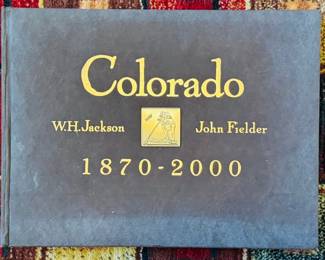 Colorado
W.H. Jackson John Fielder
1870-2000